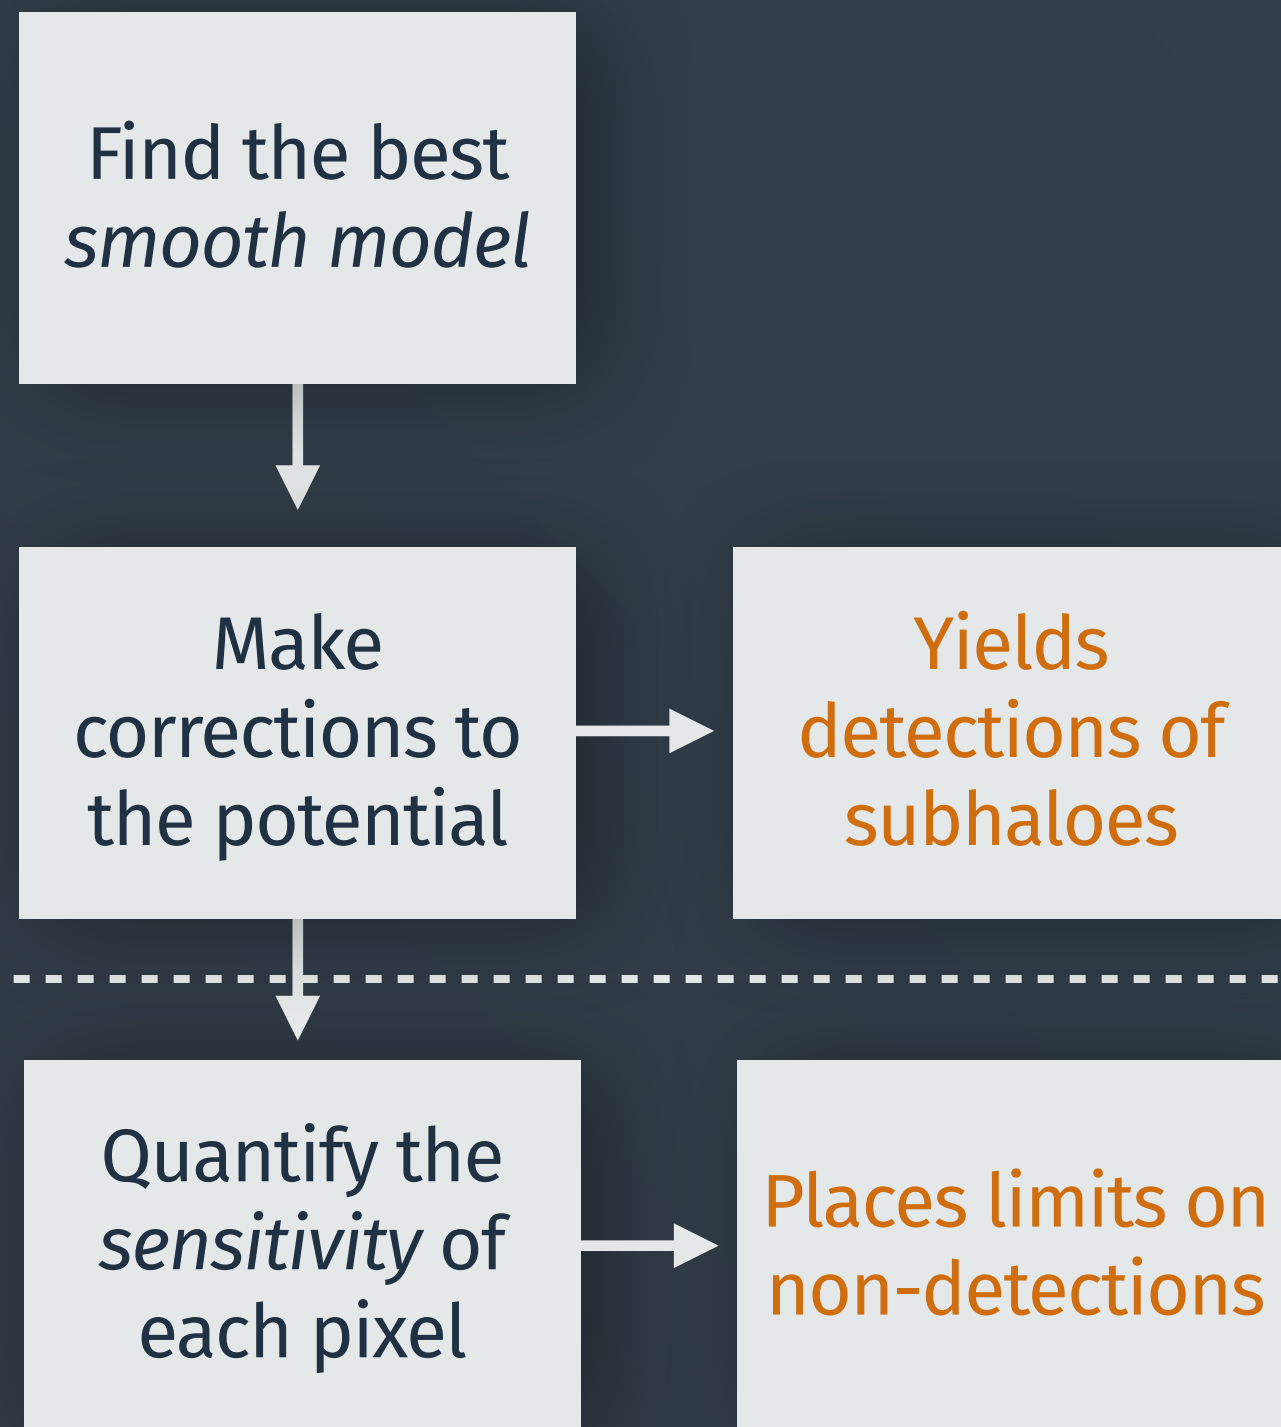 Find the best
smooth model
Make
corrections to
the potential
Yields
detections of
subhaloes
Quantify the
sensitivity of
each pixel
Places limits on
non-detections